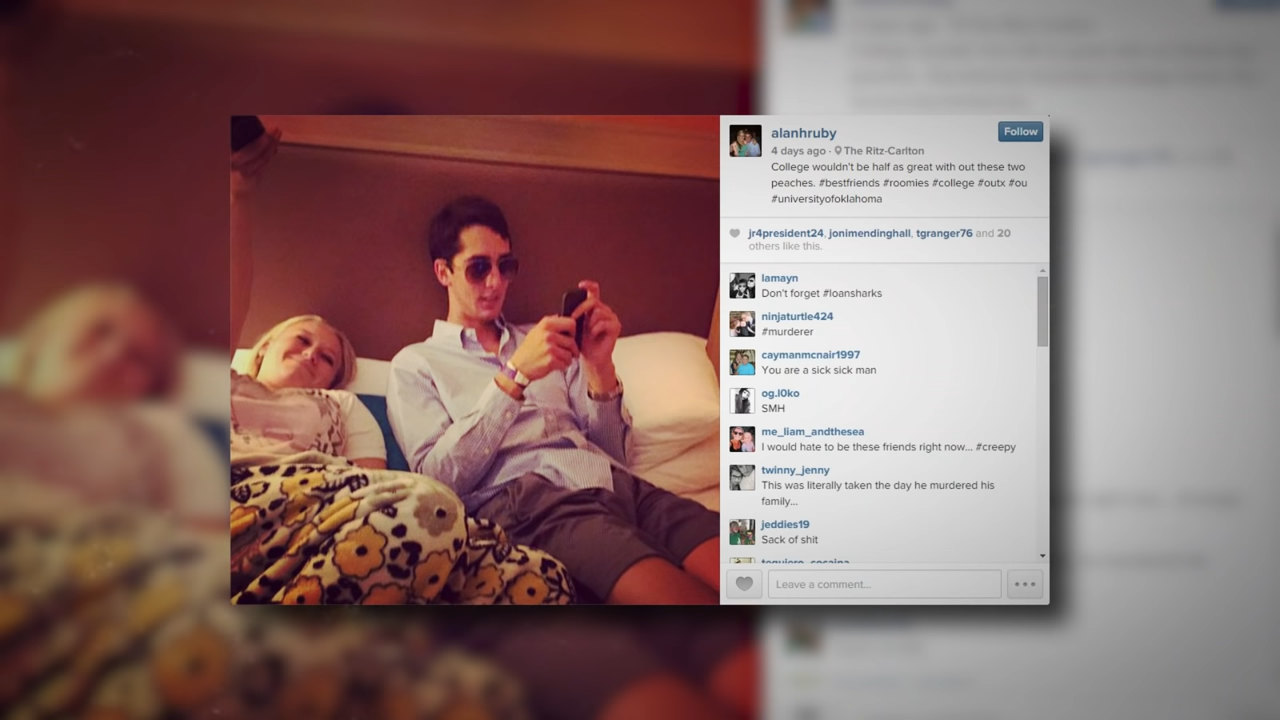 alanhruby
Follow
4 days ago · The Ritz-Carlton
College wouldn't be half as great with out these two
peaches. #bestfriends #roomies #college #outx #ou
#universityofoklahoma
jr4president24, jonimendinghall, tgranger76 and 20
others like this.
lamayn
Don't forget #loansharks
ninjaturtle424
#murderer
caymanmcnair1997
You are a sick sick man
og.l0ko
SMH
me_liam_andthesea
I would hate to be these friends right now... #creepy
twinny_jenny
This was literally taken the day he murdered his
family...
jeddies19
Sack of shit
Leave a comment...